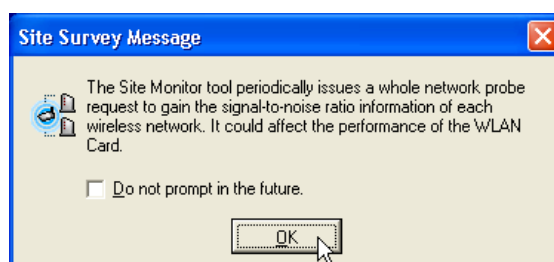 Site Survey Message
The Site Monitor tool periodically issues a whole network probe
request to gain the signal-to-noise ratio information of each
wireless network. It could affect the performance of the WLAN
Card.
Do not prompt in the future.
OK